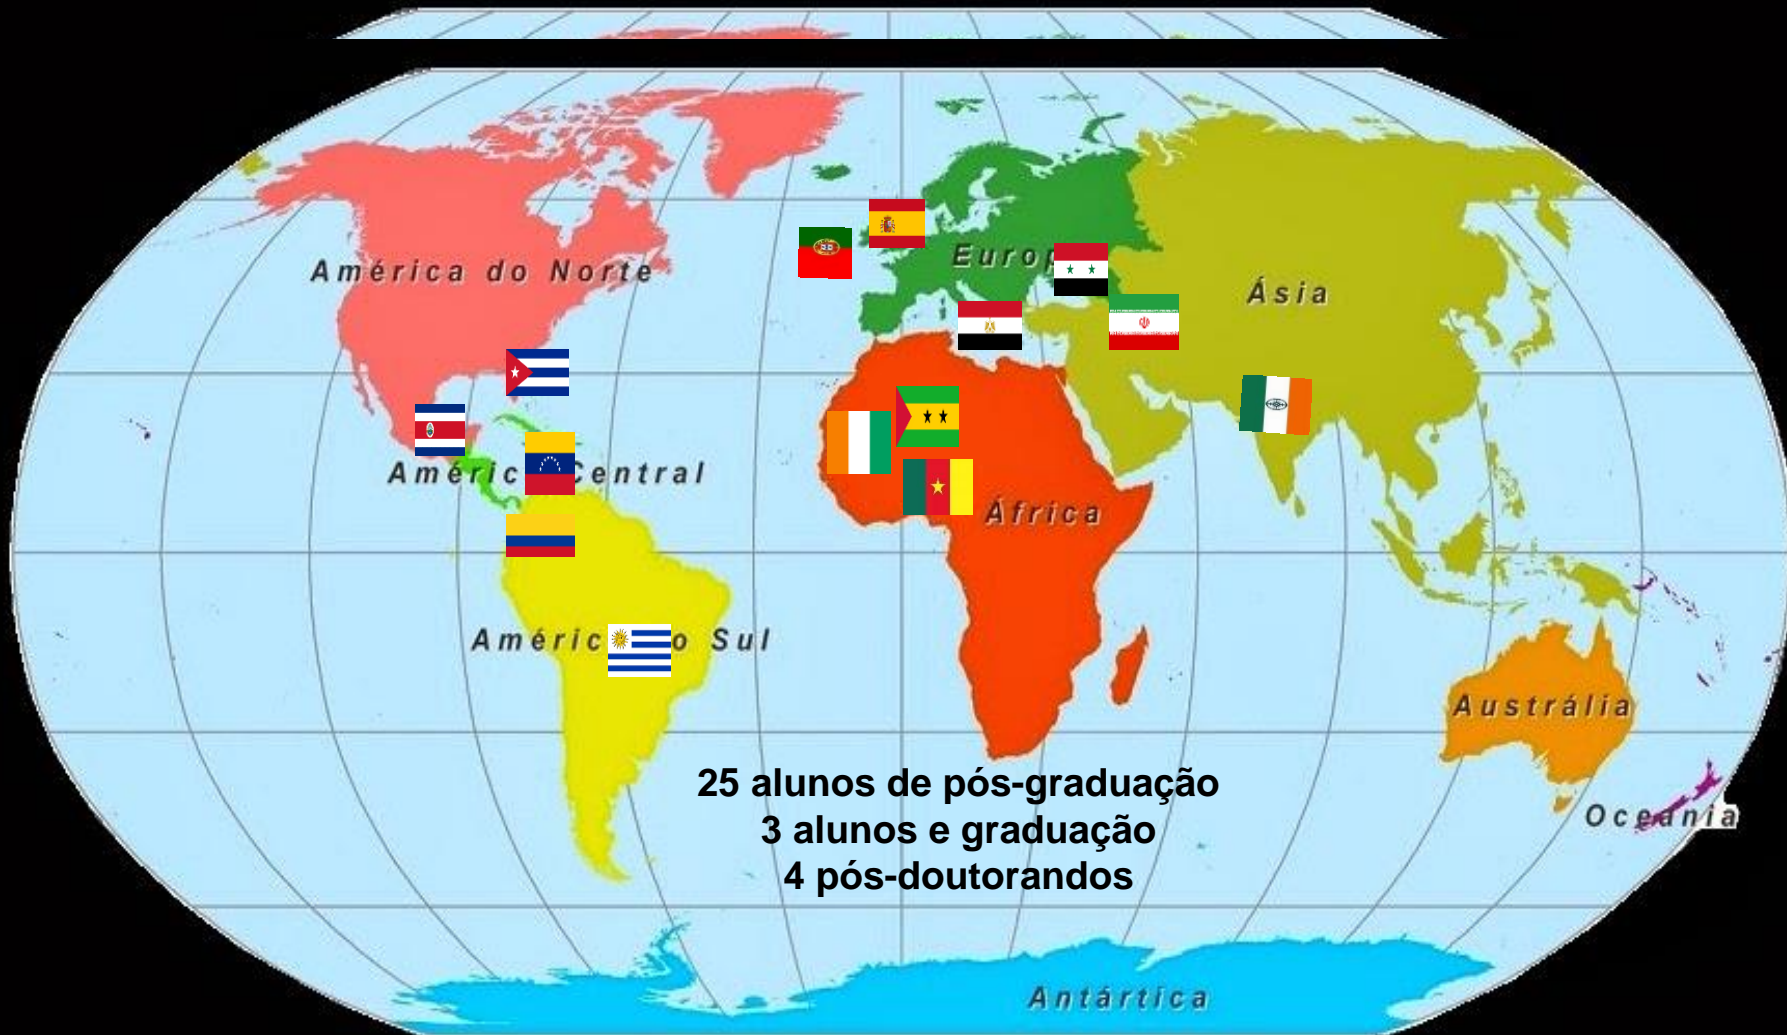 América do Norte
Europ
Ásia
Améric Central
África
Améric o Sul
Austrália
25 alunos de pós-graduação
3 alunos e graduação
4 pós-doutorandos
Oceania
Antártica